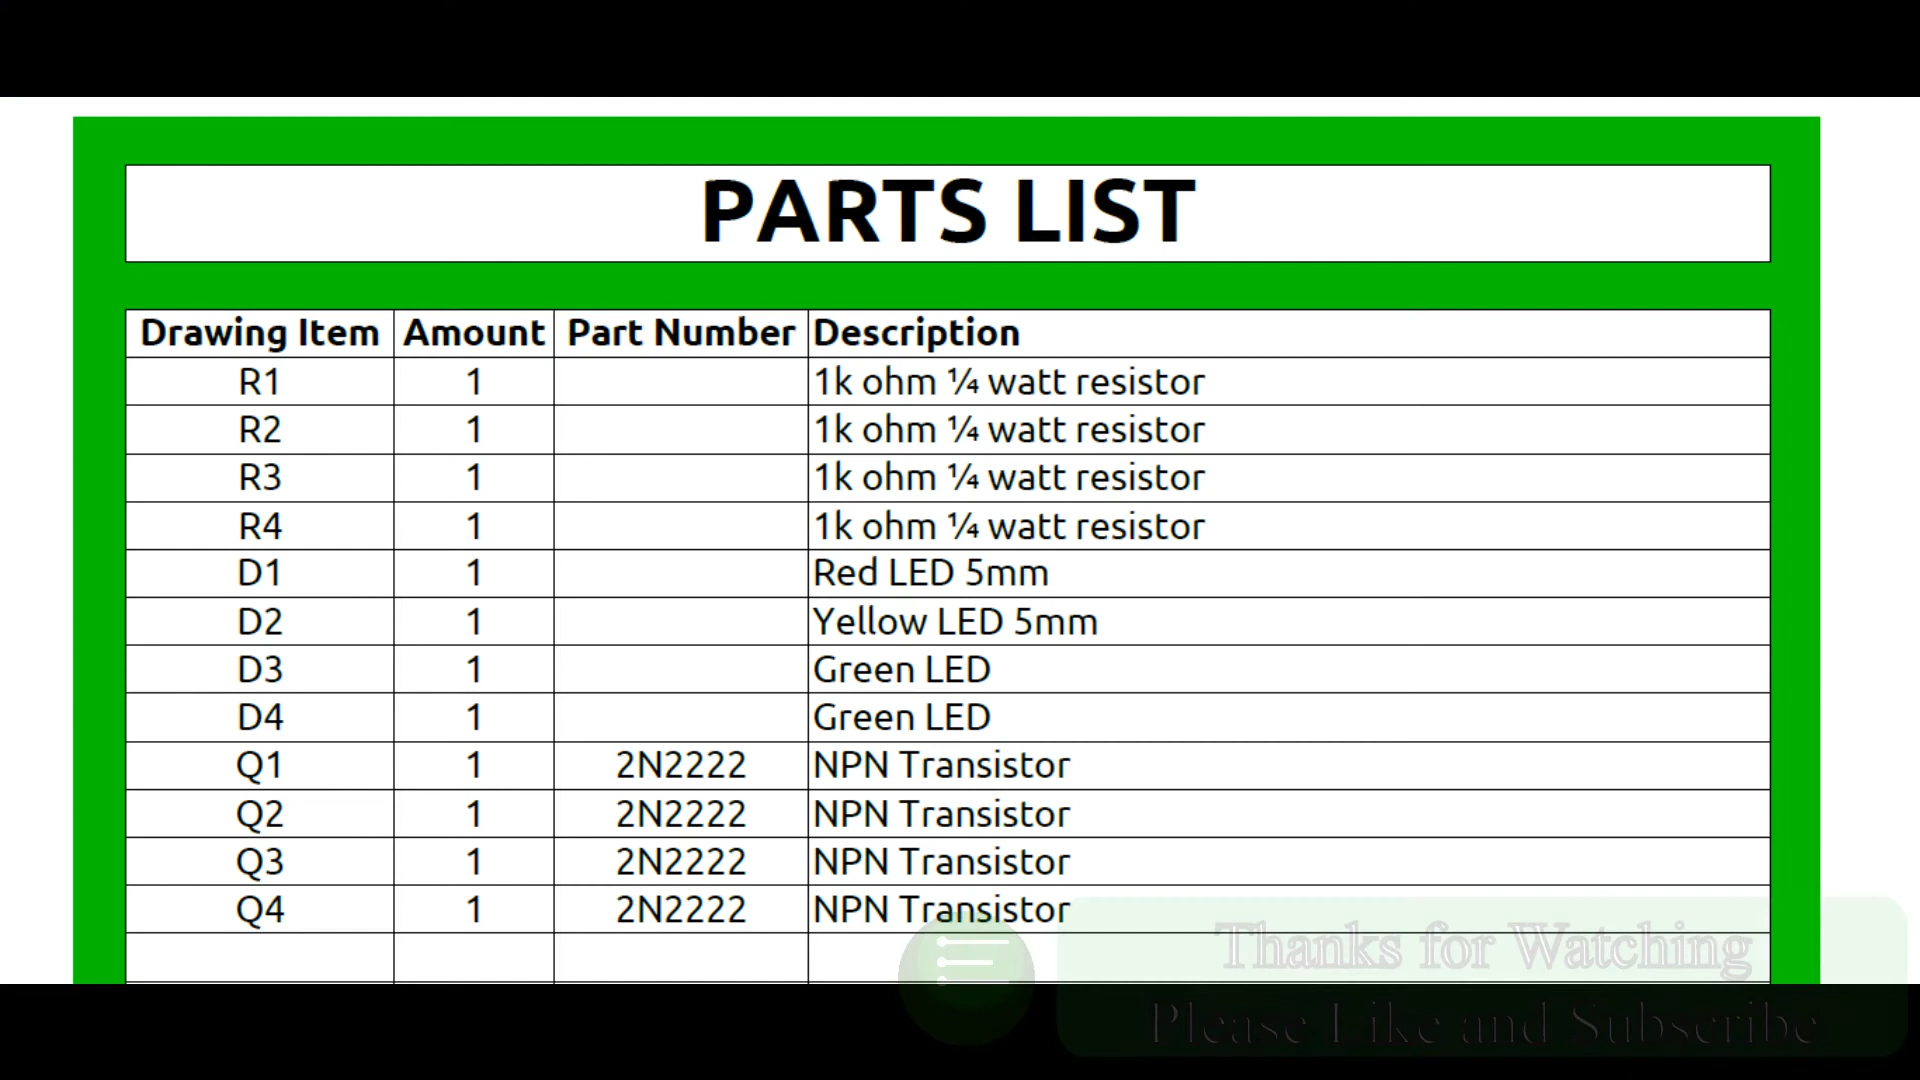 PARTS LIST
Drawing Item Amount Part Number Description
R1 1 1k ohm ¼ watt resistor
R2 1 1k ohm ¼ watt resistor
R3 1 1k ohm ¼ watt resistor
R4 1 1k ohm ¼ watt resistor
D1 1 Red LED 5mm
D2 1 Yellow LED 5mm
D3 1 Green LED
D4 1 Green LED
Q1 1 2N2222 NPN Transistor
Q2 1 2N2222 NPN Transistor
Q3 1 2N2222 NPN Transistor
Q4 1 2N2222 NPN Transistor
Thanks for Watching
Please Like and Subscribe